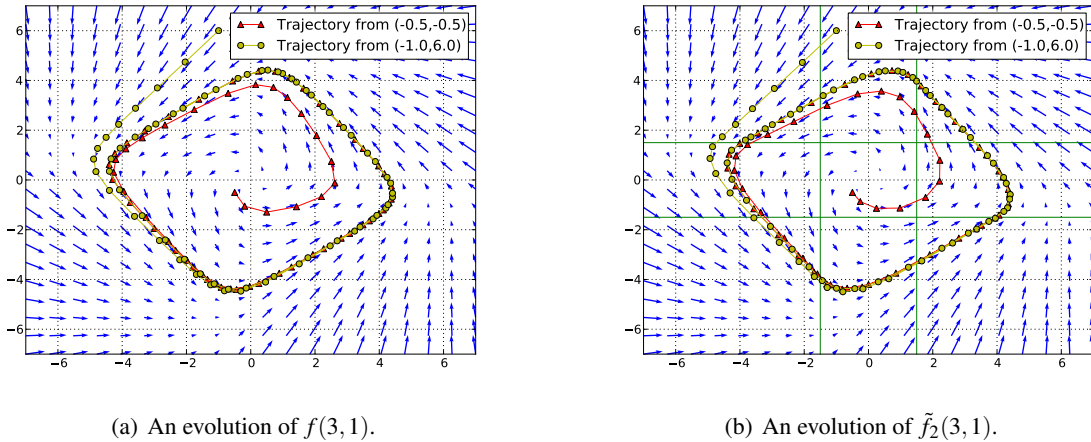 Trajectory from (-0.5,-0.5)
Trajectory from (-1.0,6.0)
6
4
2
0
−2
−4
−6
−6 −4 −2 0 2 4 6
(a) An evolution of f(3, 1).
Trajectory from (-0.5,-0.5)
Trajectory from (-1.0,6.0)
6
4
2
0
−2
−4
−6
−6 −4 −2 0 2 4 6
(b) An evolution of f̃₂(3, 1).